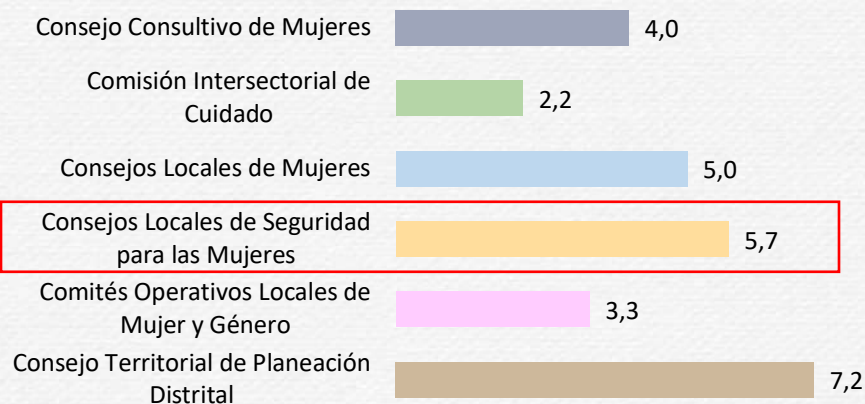 Consejo Consultivo de Mujeres 4,0
Comisión Intersectorial de
Cuidado 2,2
Consejos Locales de Mujeres 5,0
Consejos Locales de Seguridad
para las Mujeres 5,7
Comités Operativos Locales de
Mujer y Género 3,3
Consejo Territorial de Planeación
Distrital 7,2